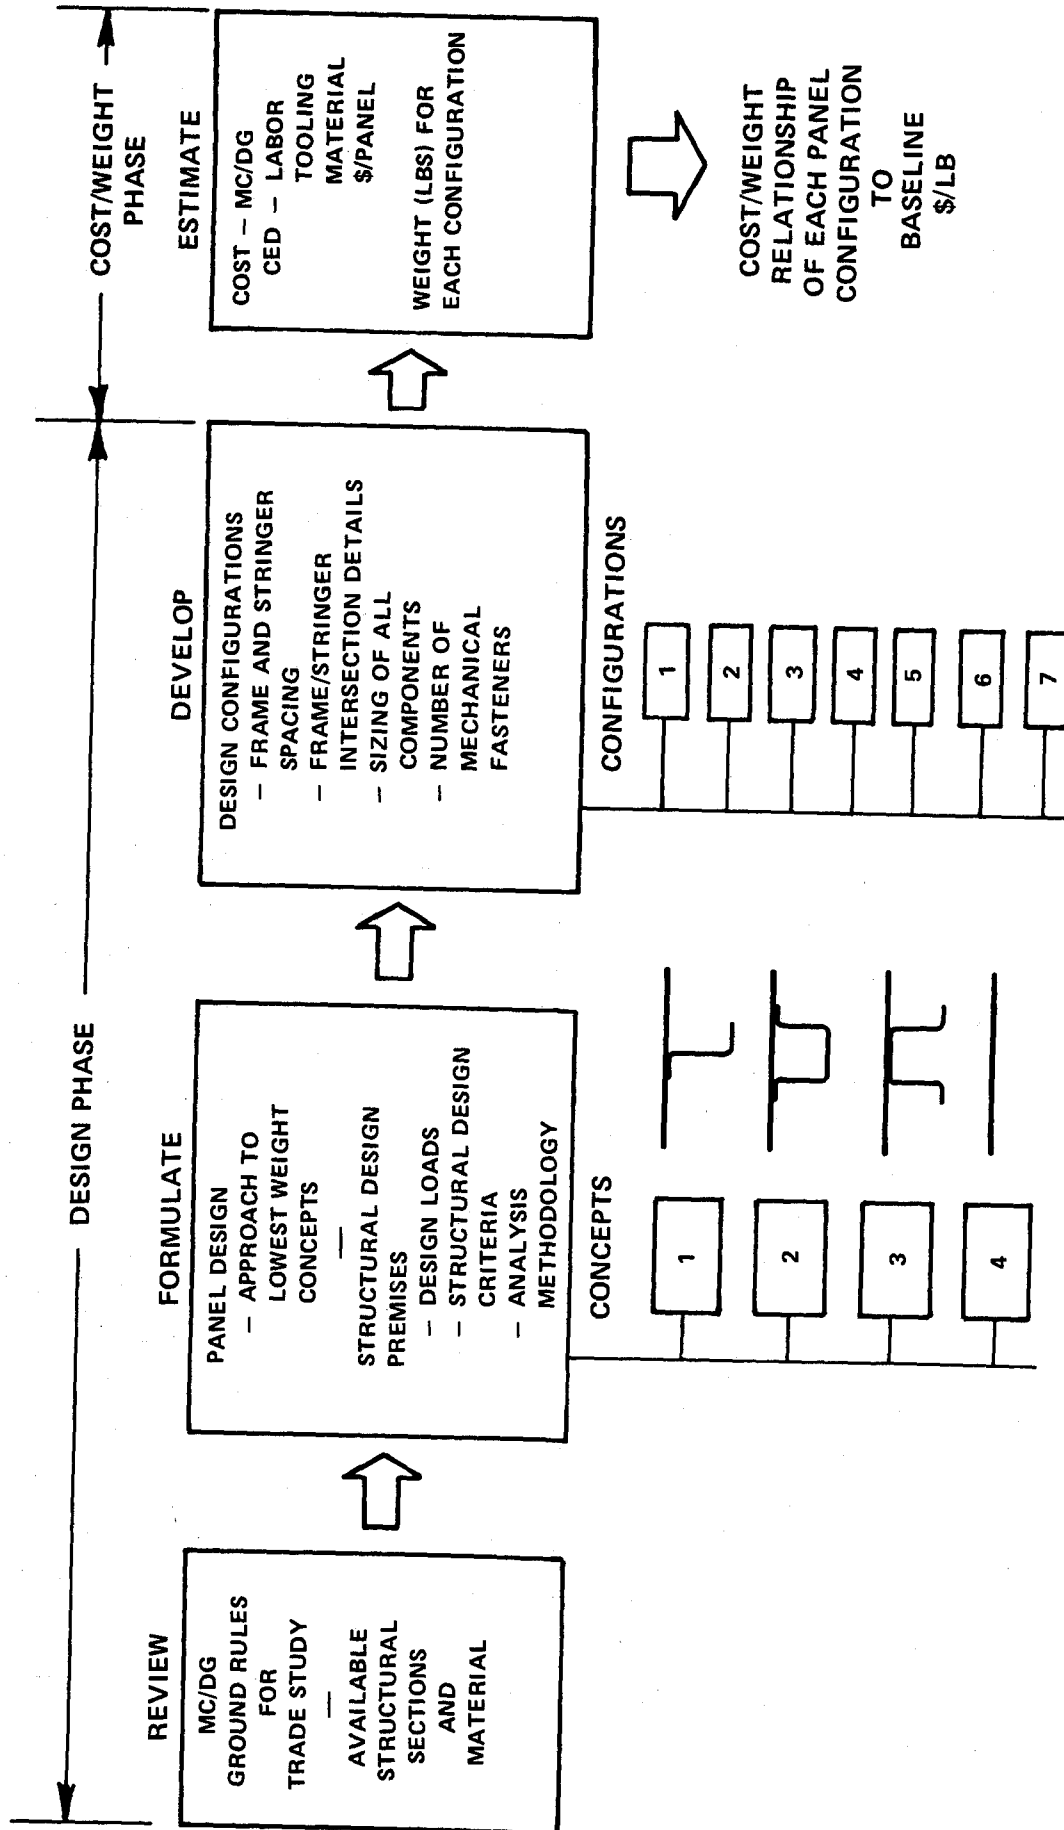 DESIGN PHASE
COST/WEIGHT
PHASE
REVIEW
MC/DG
GROUND RULES
FOR
TRADE STUDY
—
AVAILABLE
STRUCTURAL
SECTIONS
AND
MATERIAL
FORMULATE
PANEL DESIGN
— APPROACH TO
LOWEST WEIGHT
CONCEPTS
—
STRUCTURAL DESIGN
PREMISES
— DESIGN LOADS
— STRUCTURAL DESIGN
CRITERIA
— ANALYSIS
METHODOLOGY
CONCEPTS
1
2
3
4
DEVELOP
DESIGN CONFIGURATIONS
— FRAME AND STRINGER
SPACING
— FRAME/STRINGER
INTERSECTION DETAILS
— SIZING OF ALL
COMPONENTS
— NUMBER OF
MECHANICAL
FASTENERS
CONFIGURATIONS
1
2
3
4
5
6
7
ESTIMATE
COST — MC/DG
CED — LABOR
TOOLING
MATERIAL
$/PANEL
WEIGHT (LBS) FOR
EACH CONFIGURATION
COST/WEIGHT
RELATIONSHIP
OF EACH PANEL
CONFIGURATION
TO
BASELINE
$/LB